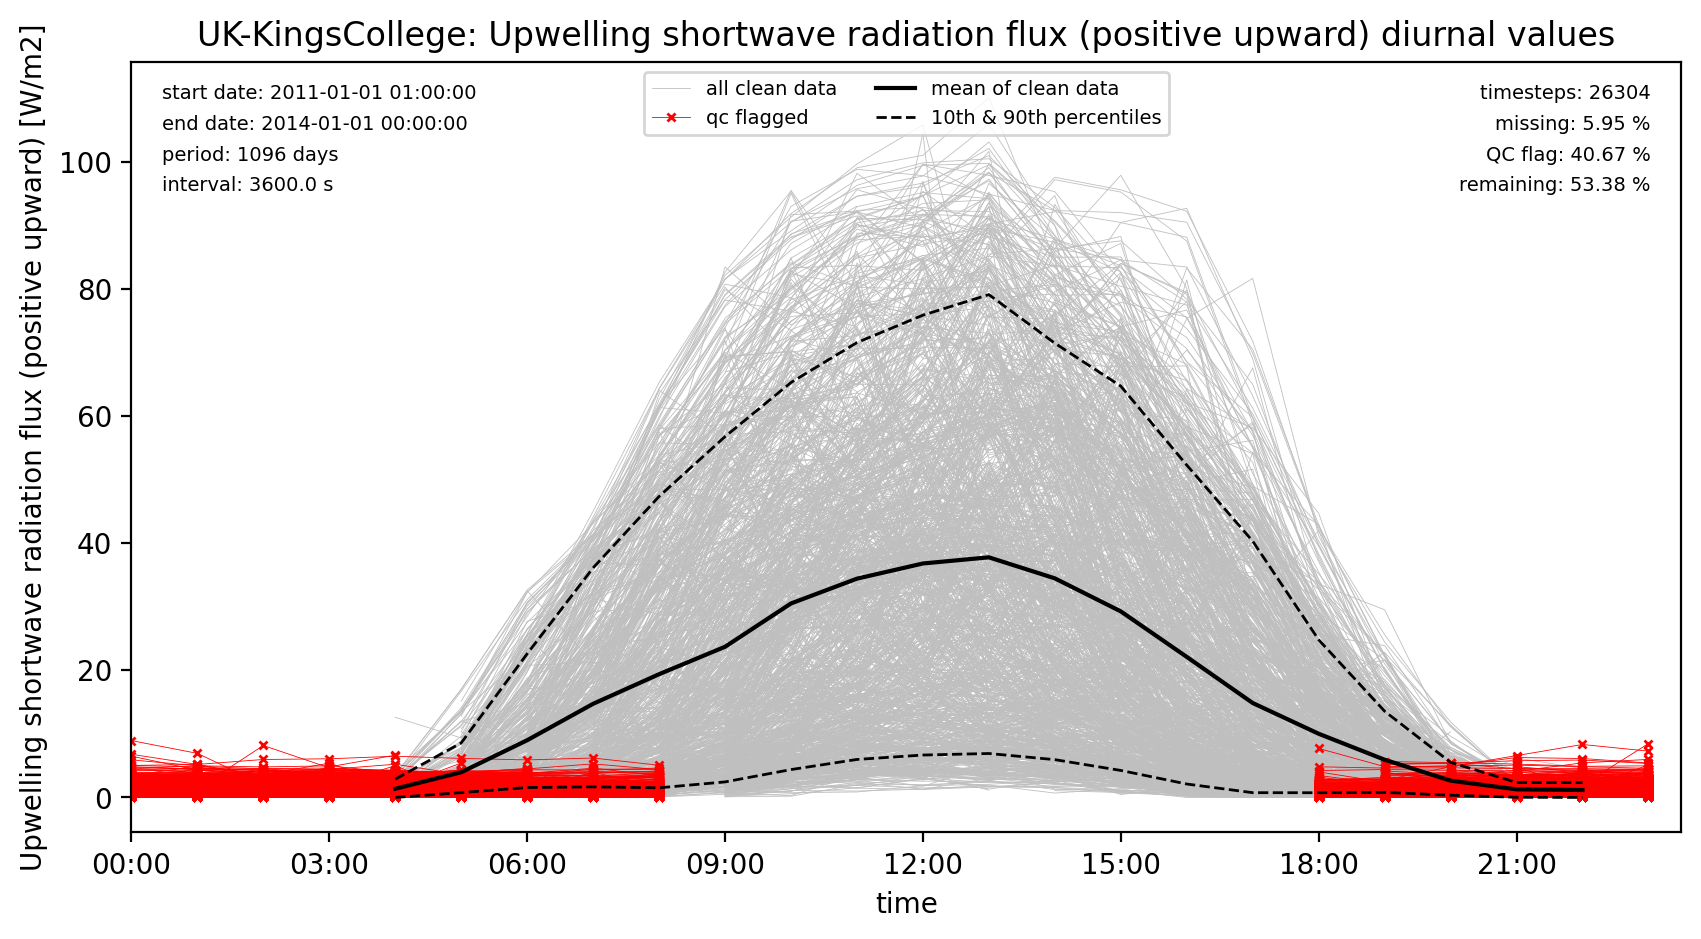 UK-KingsCollege: Upwelling shortwave radiation flux (positive upward) diurnal values
Upwelling shortwave radiation flux (positive upward) [W/m2]
start date: 2011-01-01 01:00:00
end date: 2014-01-01 00:00:00
period: 1096 days
interval: 3600.0 s
all clean data
qc flagged
mean of clean data
10th & 90th percentiles
timesteps: 26304
missing: 5.95 %
QC flag: 40.67 %
remaining: 53.38 %
100
80
60
40
20
0
00:00 03:00 06:00 09:00 12:00 15:00 18:00 21:00
time